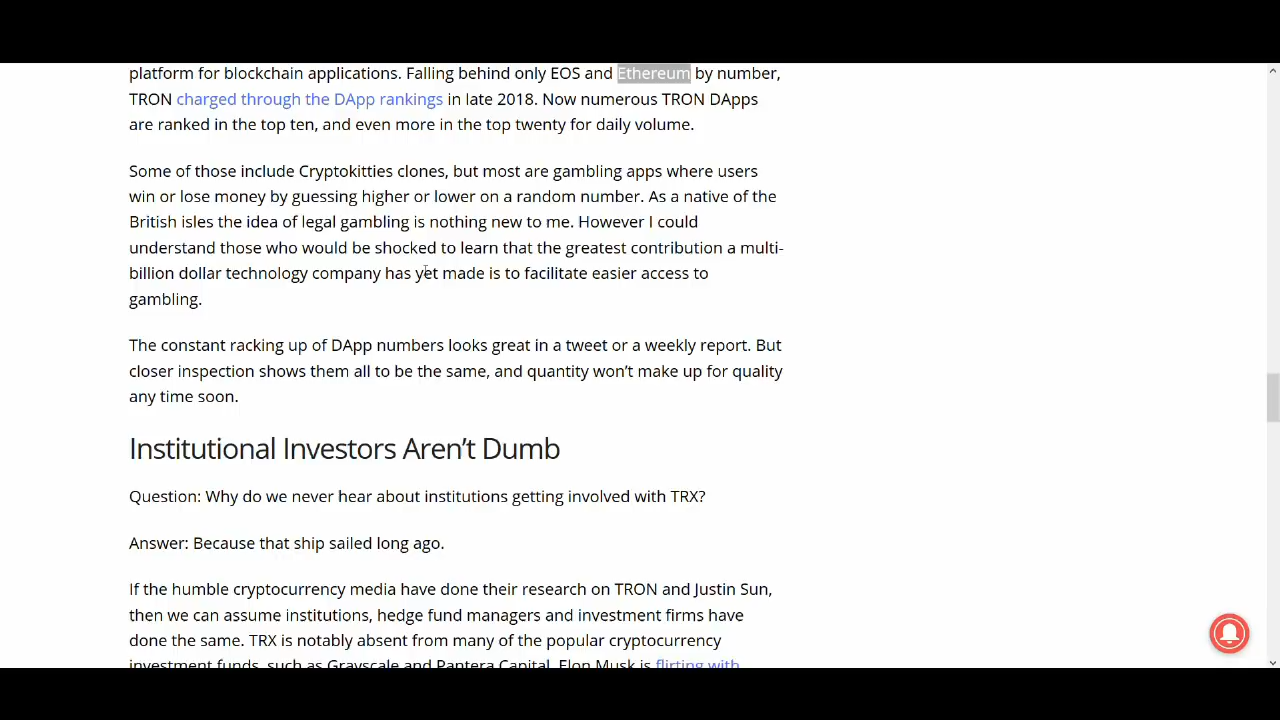 platform for blockchain applications. Falling behind only EOS and Ethereum by number,
TRON charged through the DApp rankings in late 2018. Now numerous TRON DApps
are ranked in the top ten, and even more in the top twenty for daily volume.
Some of those include Cryptokitties clones, but most are gambling apps where users
win or lose money by guessing higher or lower on a random number. As a native of the
British isles the idea of legal gambling is nothing new to me. However I could
understand those who would be shocked to learn that the greatest contribution a multi-
billion dollar technology company has yet made is to facilitate easier access to
gambling.
The constant racking up of DApp numbers looks great in a tweet or a weekly report. But
closer inspection shows them all to be the same, and quantity won’t make up for quality
any time soon.
Institutional Investors Aren’t Dumb
Question: Why do we never hear about institutions getting involved with TRX?
Answer: Because that ship sailed long ago.
If the humble cryptocurrency media have done their research on TRON and Justin Sun,
then we can assume institutions, hedge fund managers and investment firms have
done the same. TRX is notably absent from many of the popular cryptocurrency
investment funds, such as Grayscale and Pantera Capital. Elon Musk is flirting with